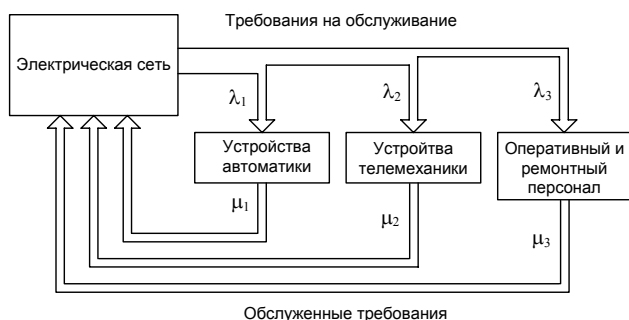 Требования на обслуживание
Электрическая сеть
λ1
λ2
λ3
Устройства
автоматики
Устройтва
телемеханики
Оперативный и
ремонтный
персонал
μ1
μ2
μ3
Обслуженные требования